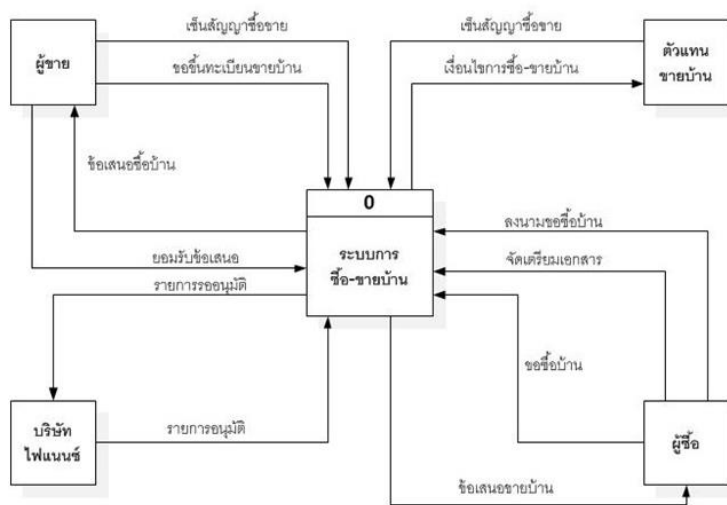 เซ็นสัญญาซื้อขาย
เซ็นสัญญาซื้อขาย
ผู้ขาย
ตัวแทน
ขายบ้าน
ขอขึ้นทะเบียนขายบ้าน
เงื่อนไขการซื้อ-ขายบ้าน
ข้อเสนอซื้อบ้าน
0
ลงนามขอซื้อบ้าน
ระบบการ
ซื้อ-ขายบ้าน
ยอมรับข้อเสนอ
จัดเตรียมเอกสาร
รายการรออนุมัติ
ขอซื้อบ้าน
บริษัท
ไฟแนนซ์
รายการอนุมัติ
ผู้ซื้อ
ข้อเสนอขายบ้าน